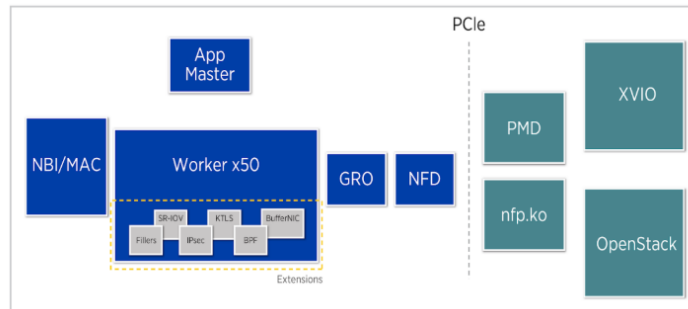 PCIe
App
Master
XVIO
NBI/MAC
Worker x50
GRO
NFD
PMD
SR-IOV
KTLS
BufferNIC
Fillers
IPsec
BPF
nfp.ko
OpenStack
Extensions